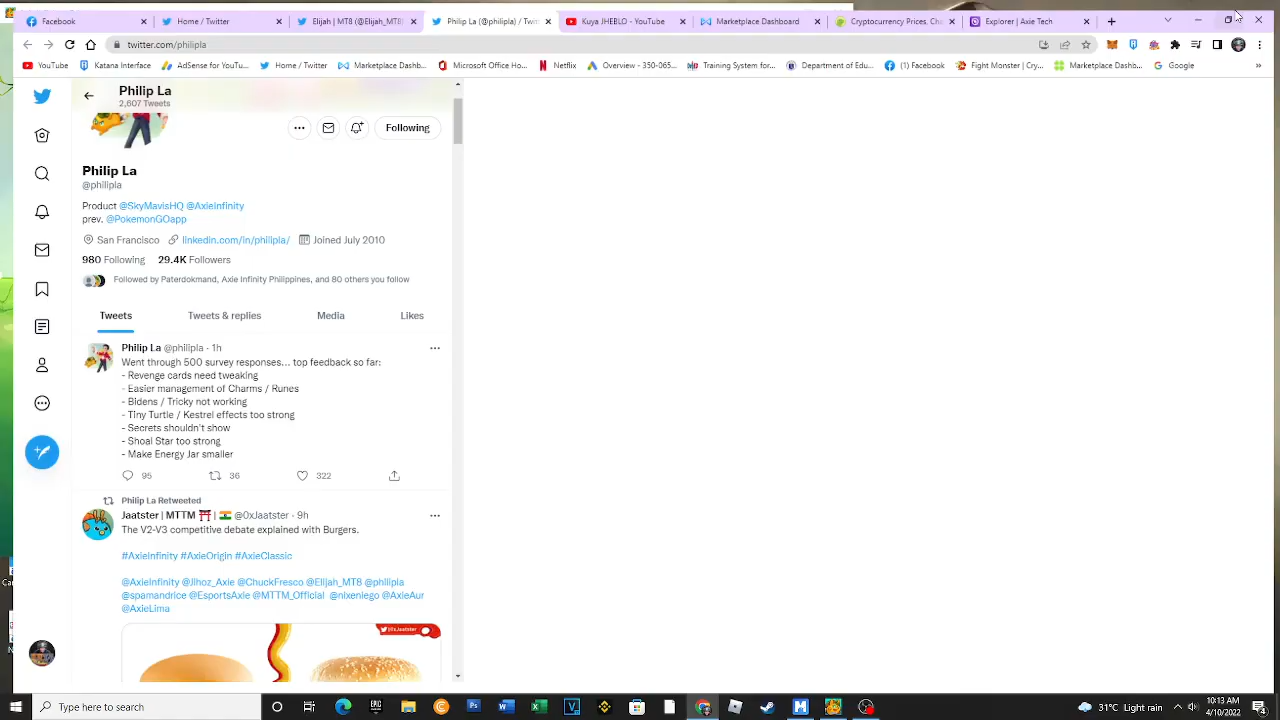 Facebook
Home / Twitter
Elijah | MT8 (@Elijah_MT8)
Philip La (@philipla) / Twi
Kuya JHEBLO - YouTube
Marketplace Dashboard
Cryptocurrency Prices, Cha
Explorer | Axie Tech
twitter.com/philipla
YouTube
Katana Interface
AdSense for YouTu...
Home / Twitter
Marketplace Dashb...
Microsoft Office Ho...
Netflix
Overview - 350-065...
Training System for...
Department of Edu...
(1) Facebook
Fight Monster | Cry...
Marketplace Dashb...
Google
»
Philip La
2,607 Tweets
Following
Philip La
@philipla
Product @SkyMavisHQ @AxieInfinity
prev. @PokemonGOapp
San Francisco linkedin.com/in/philipla/ Joined July 2010
980 Following 29.4K Followers
Followed by Paterdokmand, Axie Infinity Philippines, and 80 others you follow
Tweets Tweets & replies Media Likes
Philip La @philipla · 1h
Went through 500 survey responses... top feedback so far:
- Revenge cards need tweaking
- Easier management of Charms / Runes
- Bidens / Tricky not working
- Tiny Turtle / Kestrel effects too strong
- Secrets shouldn't show
- Shoal Star too strong
- Make Energy Jar smaller
95 36 322
Philip La Retweeted
Jaatster | MTTM ⛩️ | 🇮🇳 @0xJaatster · 9h
The V2-V3 competitive debate explained with Burgers.
#AxieInfinity #AxieOrigin #AxieClassic
@AxieInfinity @Jihoz_Axie @ChuckFresco @Elijah_MT8 @philipla
@spamandrice @EsportsAxie @MTTM_Official @nixeniego @AxieAur
@AxieLima
@0xJaatster
Type here to search
31°C
10:13 AM